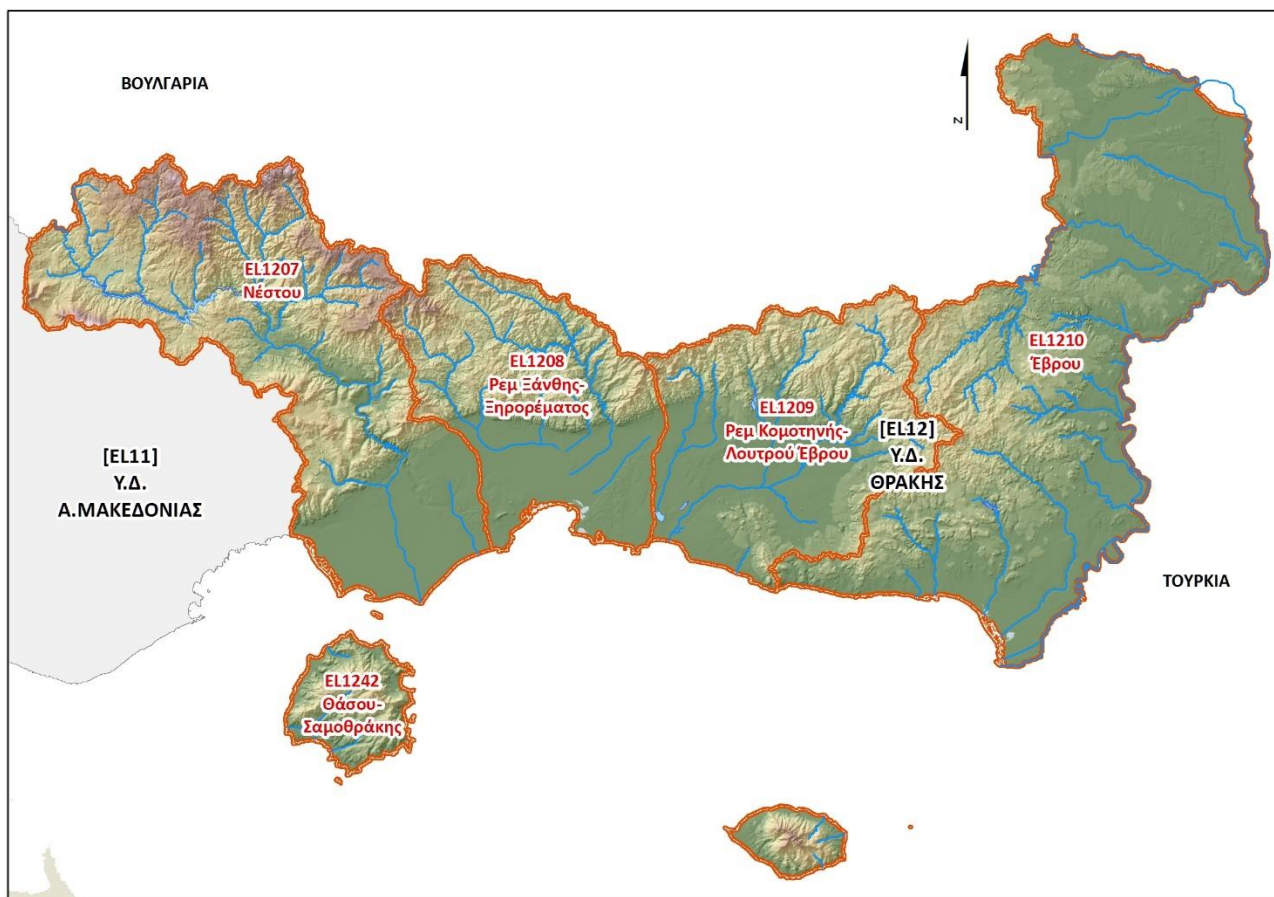 ΒΟΥΛΓΑΡΙΑ
Z
EL1207
Νέστου
EL1208
Ρεμ Ξάνθης-
Ξηρορέματος
EL1209
Ρεμ Κομοτηνής-
Λουτρού Έβρου
EL1210
Έβρου
[EL12]
Υ.Δ.
ΘΡΑΚΗΣ
[EL11]
Υ.Δ.
Α.ΜΑΚΕΔΟΝΙΑΣ
ΤΟΥΡΚΙΑ
EL1242
Θάσου-
Σαμοθράκης